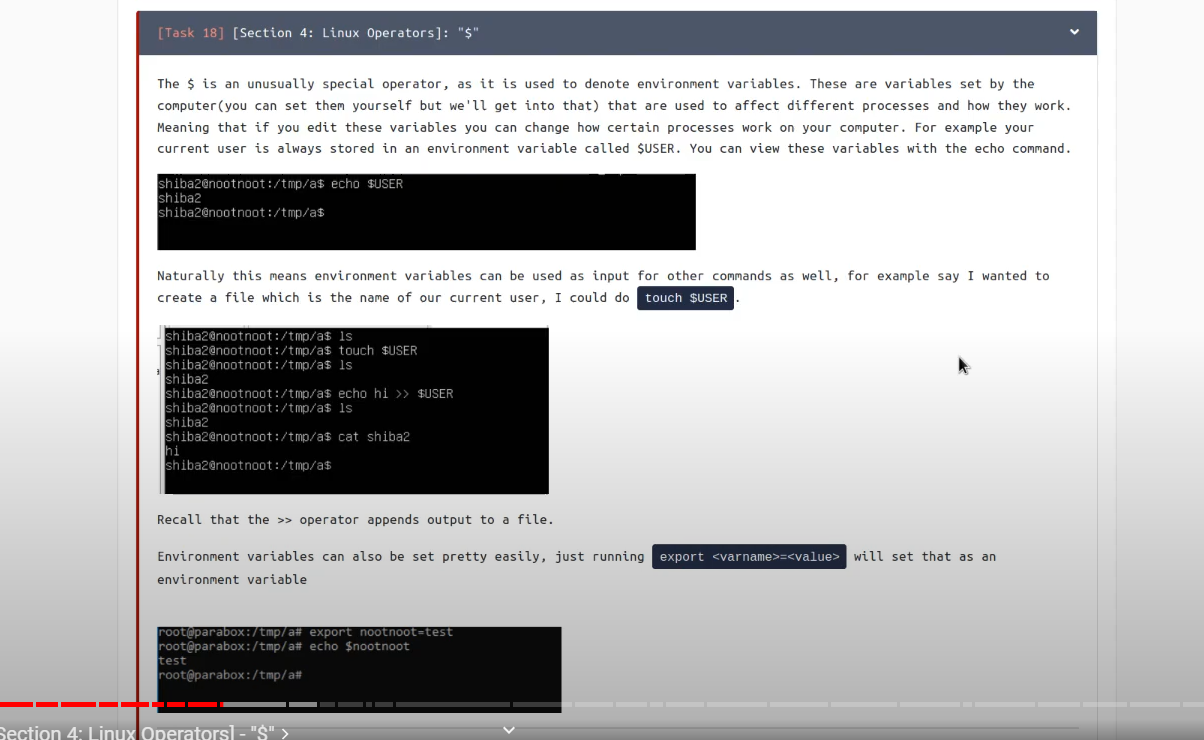 [Task 18] [Section 4: Linux Operators]: "$"
The $ is an unusually special operator, as it is used to denote environment variables. These are variables set by the
computer(you can set them yourself but we'll get into that) that are used to affect different processes and how they work.
Meaning that if you edit these variables you can change how certain processes work on your computer. For example your
current user is always stored in an environment variable called $USER. You can view these variables with the echo command.
shiba2@nootnoot:/tmp/a$ echo $USER
shiba2
shiba2@nootnoot:/tmp/a$
Naturally this means environment variables can be used as input for other commands as well, for example say I wanted to
create a file which is the name of our current user, I could do touch $USER.
shiba2@nootnoot:/tmp/a$ ls
shiba2@nootnoot:/tmp/a$ touch $USER
shiba2@nootnoot:/tmp/a$ ls
shiba2
shiba2@nootnoot:/tmp/a$ echo hi >> $USER
shiba2@nootnoot:/tmp/a$ ls
shiba2
shiba2@nootnoot:/tmp/a$ cat shiba2
hi
shiba2@nootnoot:/tmp/a$
Recall that the >> operator appends output to a file.
Environment variables can also be set pretty easily, just running export <varname>=<value> will set that as an
environment variable
root@parabox:/tmp/a# export nootnoot=test
root@parabox:/tmp/a# echo $nootnoot
test
root@parabox:/tmp/a#
Section 4: Linux Operators] - "$" >